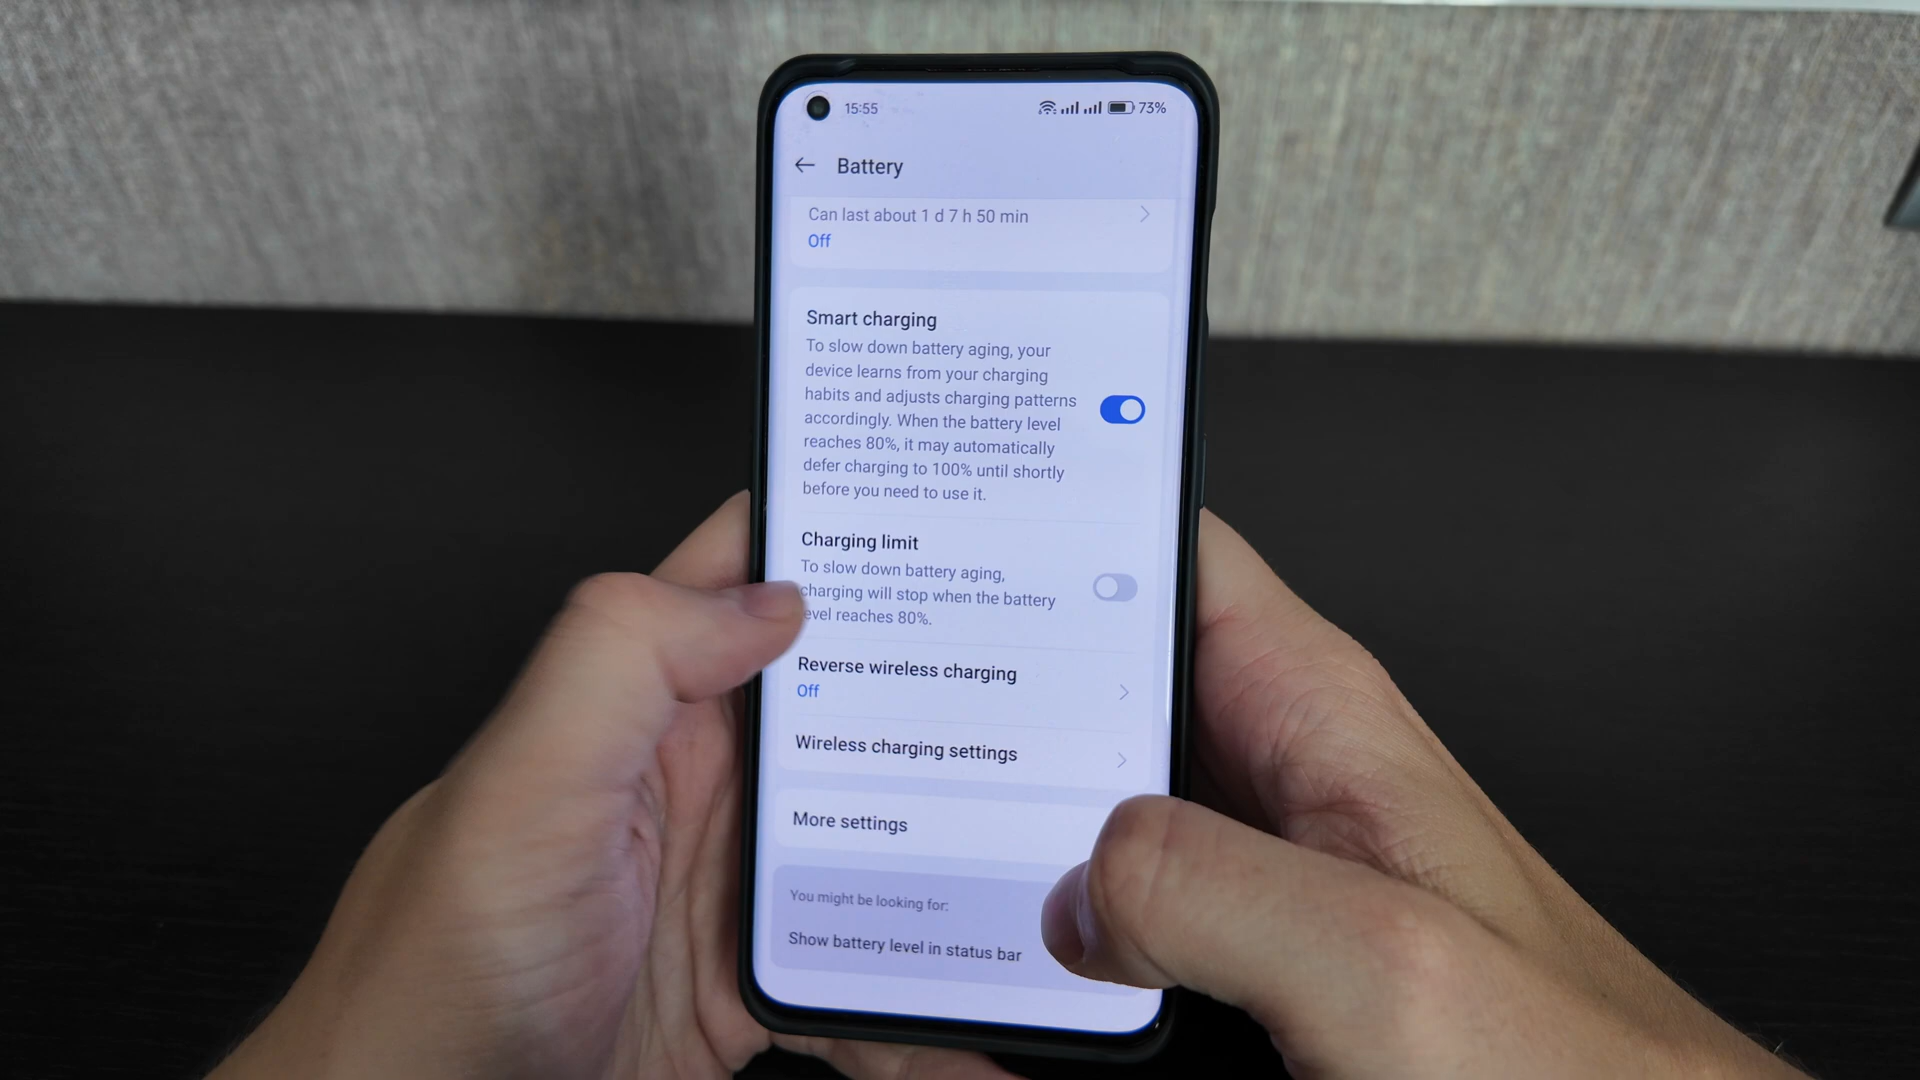 15:55 73%
Battery
Can last about 1 d 7 h 50 min
Off
Smart charging
To slow down battery aging, your
device learns from your charging
habits and adjusts charging patterns
accordingly. When the battery level
reaches 80%, it may automatically
defer charging to 100% until shortly
before you need to use it.
Charging limit
To slow down battery aging,
charging will stop when the battery
evel reaches 80%.
Reverse wireless charging
Off
Wireless charging settings
More settings
You might be looking for:
Show battery level in status bar